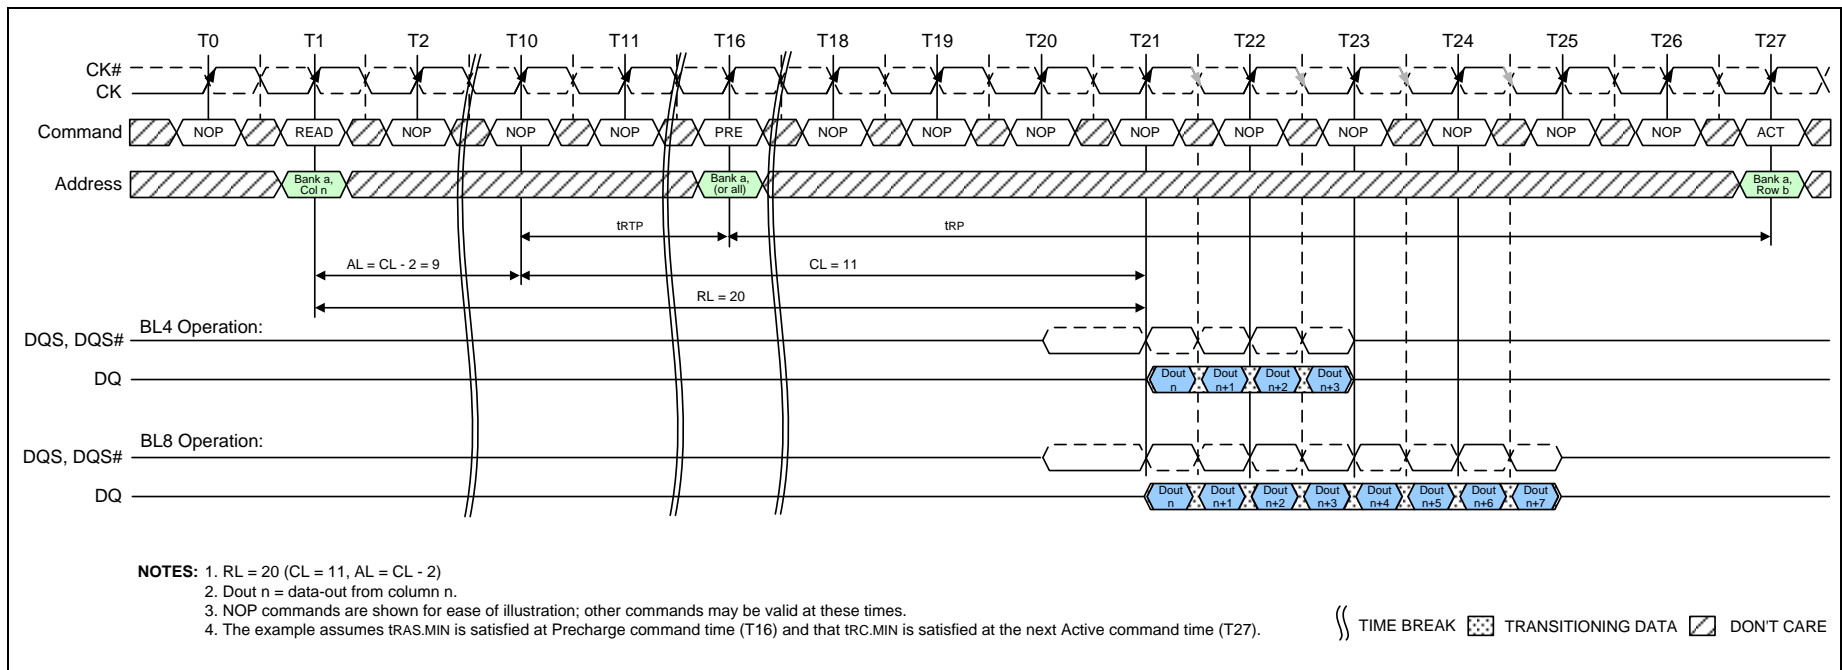 T0 T1 T2 T10 T11 T16 T18 T19 T20 T21 T22 T23 T24 T25 T26 T27
CK#
CK
Command NOP READ NOP NOP NOP PRE NOP NOP NOP NOP NOP NOP NOP NOP NOP ACT
Address Bank a, Col n Bank a, (or all) Bank a, Row b
tRTP tRP
AL = CL - 2 = 9 CL = 11
RL = 20
BL4 Operation:
DQS, DQS#
DQ Dout n Dout n+1 Dout n+2 Dout n+3
BL8 Operation:
DQS, DQS#
DQ Dout n Dout n+1 Dout n+2 Dout n+3 Dout n+4 Dout n+5 Dout n+6 Dout n+7
NOTES: 1. RL = 20 (CL = 11, AL = CL - 2)
2. Dout n = data-out from column n.
3. NOP commands are shown for ease of illustration; other commands may be valid at these times.
4. The example assumes tRAS.MIN is satisfied at Precharge command time (T16) and that tRC.MIN is satisfied at the next Active command time (T27).
TIME BREAK TRANSITIONING DATA DON'T CARE